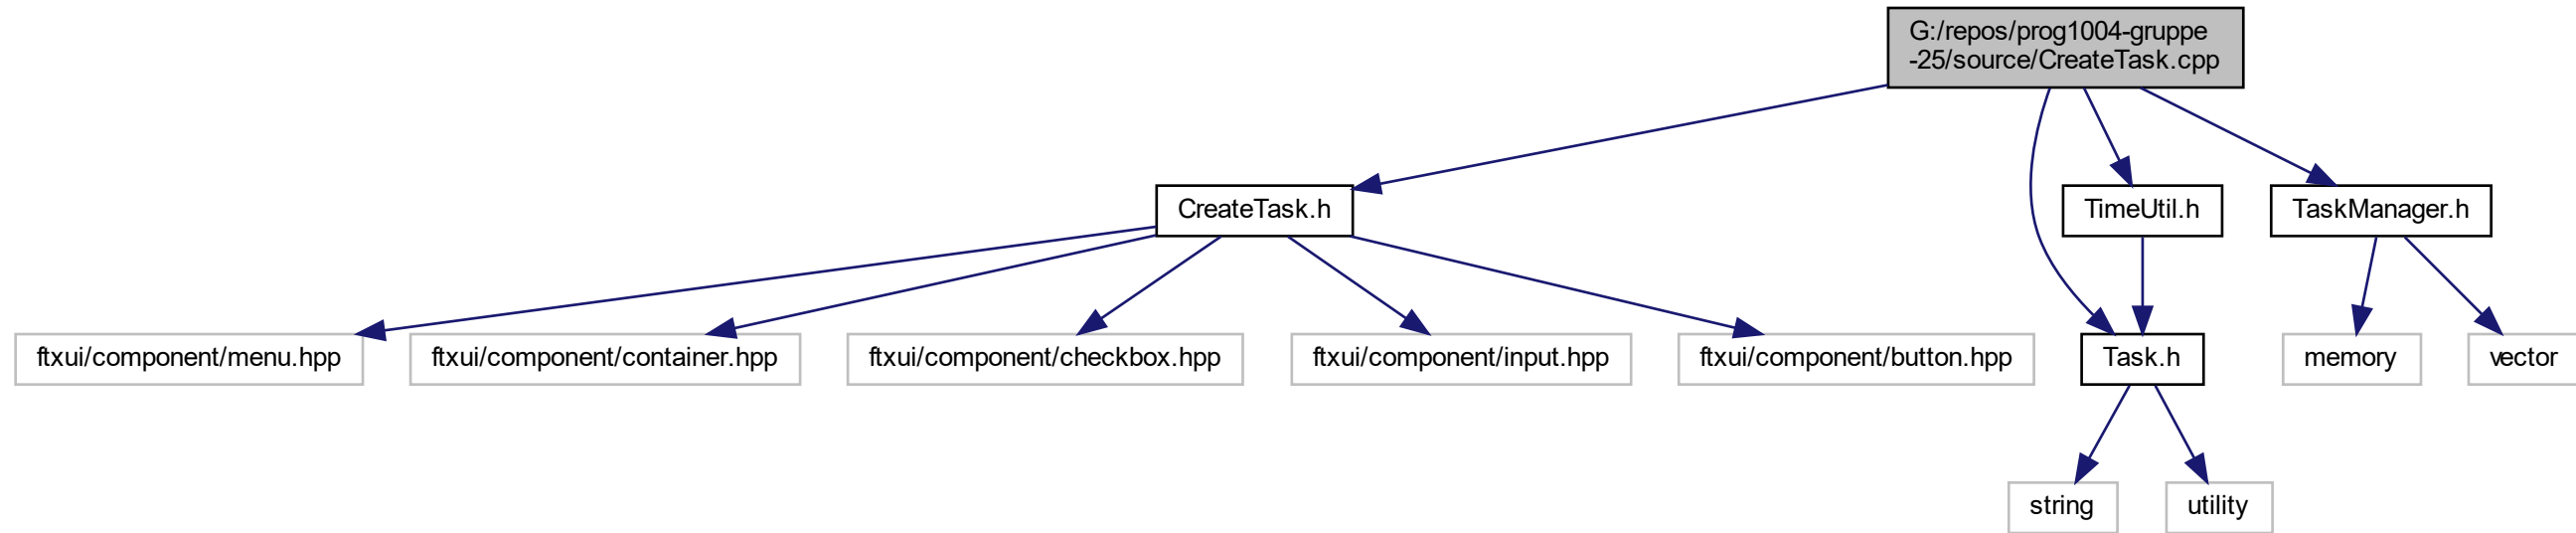 G:/repos/prog1004-gruppe
-25/source/CreateTask.cpp
CreateTask.h
TimeUtil.h
TaskManager.h
ftxui/component/menu.hpp
ftxui/component/container.hpp
ftxui/component/checkbox.hpp
ftxui/component/input.hpp
ftxui/component/button.hpp
Task.h
memory
vector
string
utility